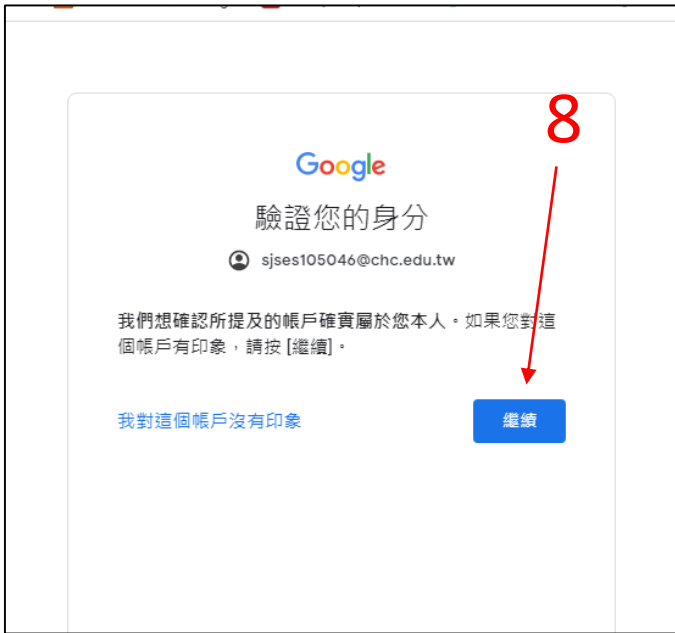 8
Google
驗證您的身分
sjses105046@chc.edu.tw
我們想確認所提及的帳戶確實屬於您本人。如果您對這
個帳戶有印象，請按 [繼續]。
我對這個帳戶沒有印象
繼續